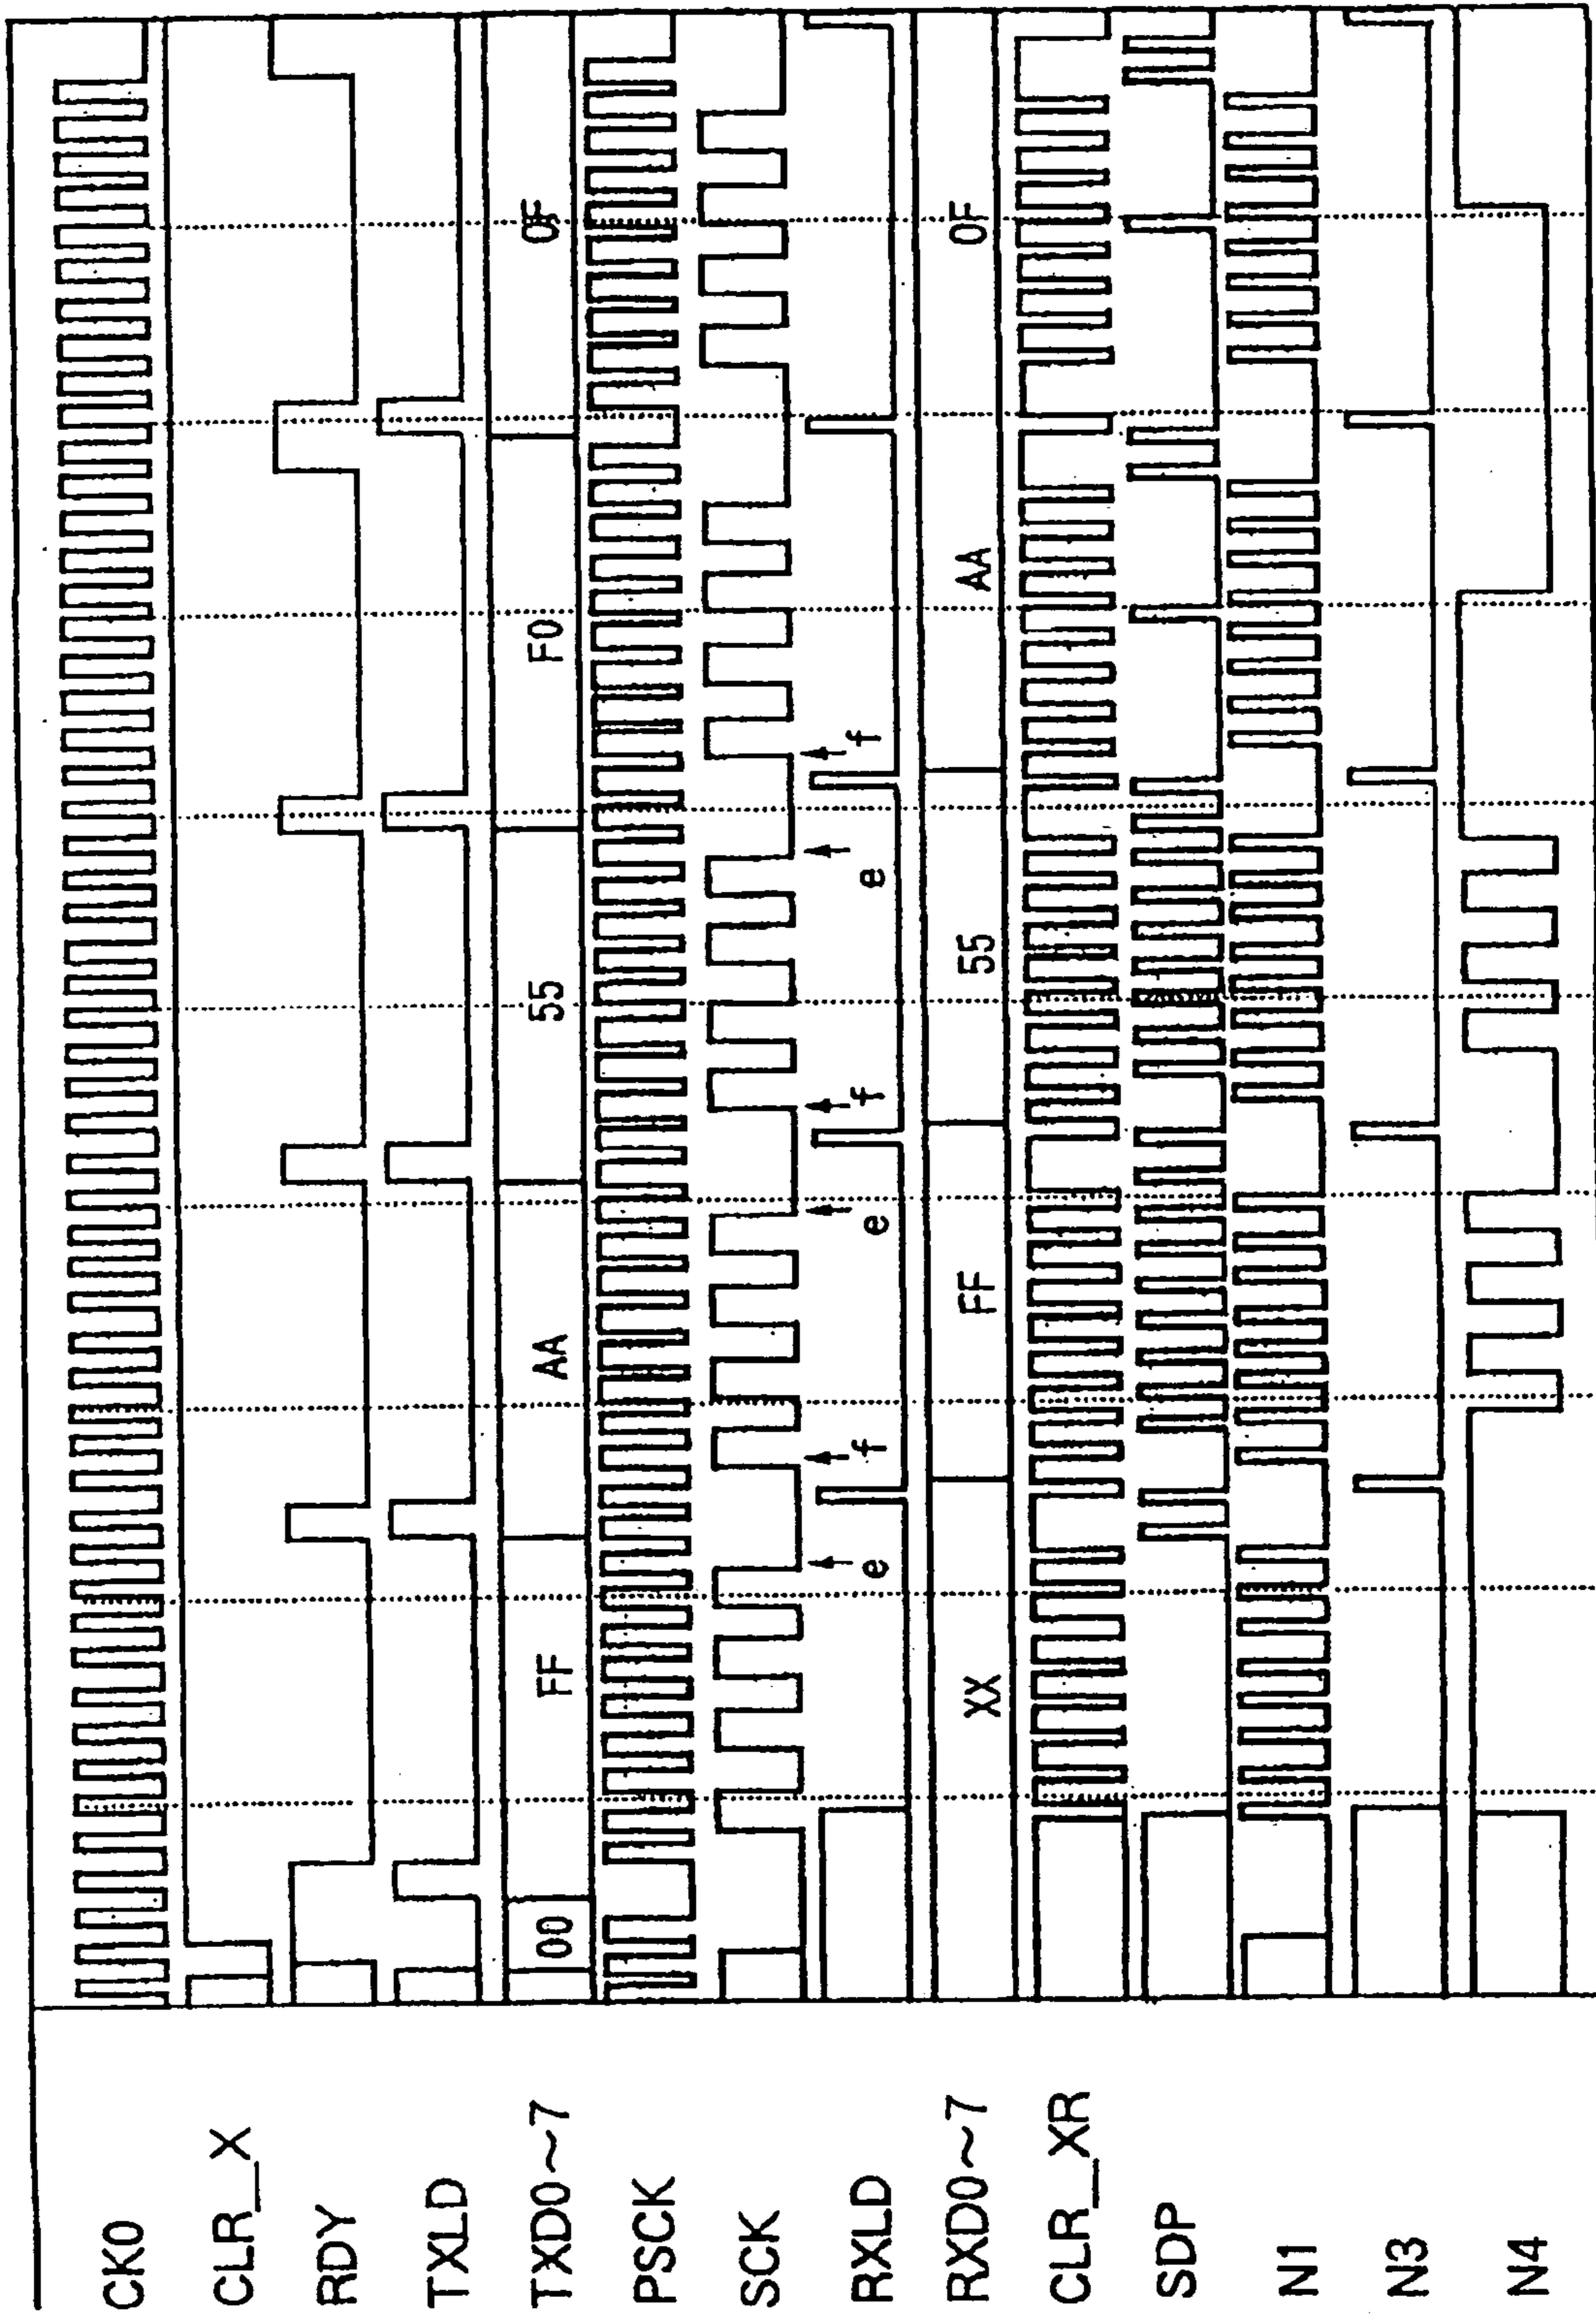 CK0
CLR_X
RDY
TXLD
TXD0~7 00 FF AA 55 F0 0F
PSCK
SCK
e f e f e f
RXLD
RXD0~7 XX FF 55 AA 0F
CLR_XR
SDP
N1
N3
N4